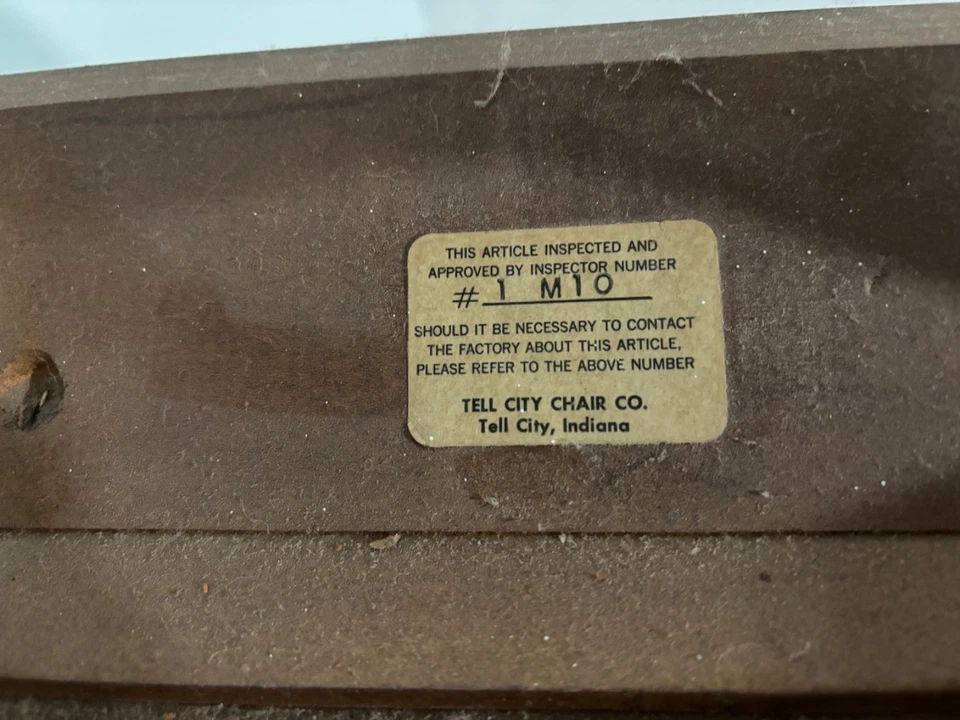 THIS ARTICLE INSPECTED AND
APPROVED BY INSPECTOR NUMBER
# 1 M10
SHOULD IT BE NECESSARY TO CONTACT
THE FACTORY ABOUT THIS ARTICLE,
PLEASE REFER TO THE ABOVE NUMBER
TELL CITY CHAIR CO.
Tell City, Indiana